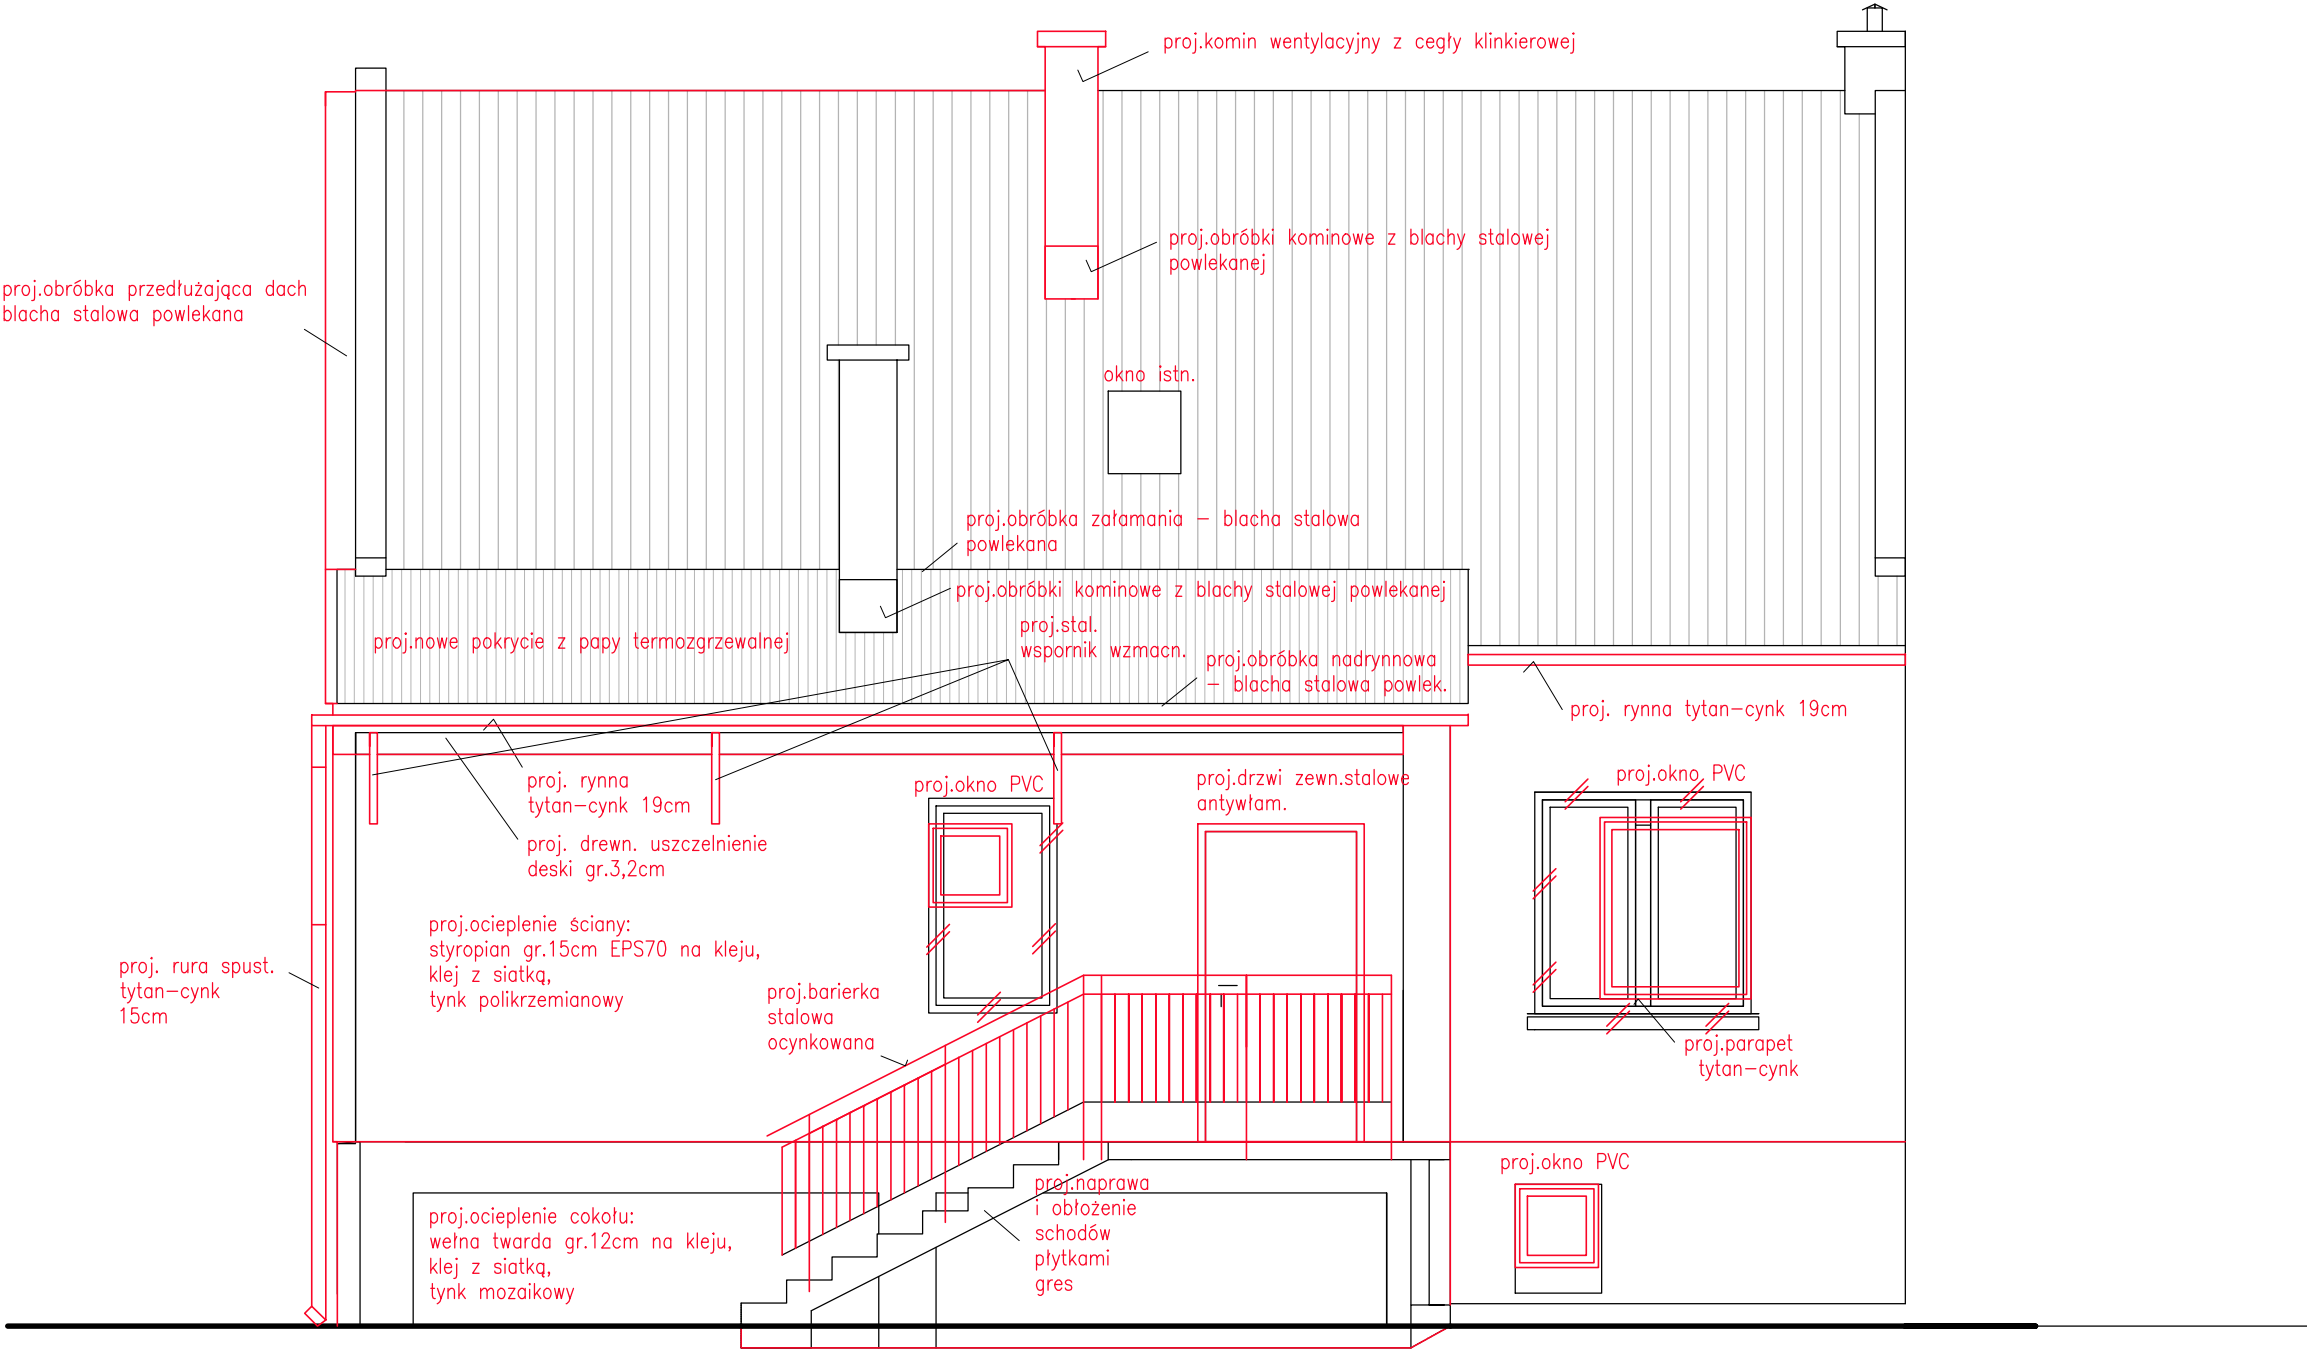 proj.komin wentylacyjny z cegły klinkierowej
proj.obróbki kominowe z blachy stalowej
powlekanej
proj.obróbka przedłużająca dach
blacha stalowa powlekana
okno istn.
proj.obróbka załamania – blacha stalowa
powlekana
proj.obróbki kominowe z blachy stalowej powlekanej
proj.nowe pokrycie z papy termozgrzewalnej
proj.stal.
wspornik wzmacn.
proj.obróbka nadrynnowa
– blacha stalowa powlek.
proj. rynna tytan–cynk 19cm
proj. rynna
tytan–cynk 19cm
proj.okno PVC
proj.drzwi zewn.stalowe
antywłam.
proj.okno PVC
proj. drewn. uszczelnienie
deski gr.3,2cm
proj.ocieplenie ściany:
styropian gr.15cm EPS70 na kleju,
klej z siatką,
tynk polikrzemianowy
proj. rura spust.
tytan–cynk
15cm
proj.barierka
stalowa
ocynkowana
proj.parapet
tytan–cynk
proj.okno PVC
proj.naprawa
i obłożenie
schodów
płytkami
gres
proj.ocieplenie cokołu:
wełna twarda gr.12cm na kleju,
klej z siatką,
tynk mozaikowy